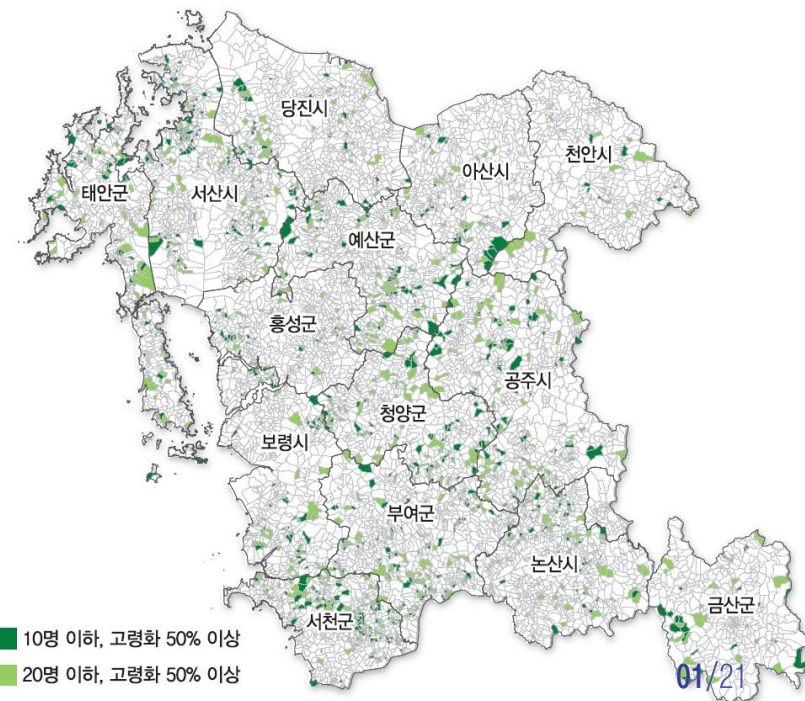 당진시
천안시
아산시
태안군
서산시
예산군
홍성군
공주시
청양군
보령시
부여군
논산시
금산군
서천군
10명 이하, 고령화 50% 이상
20명 이하, 고령화 50% 이상
01/21